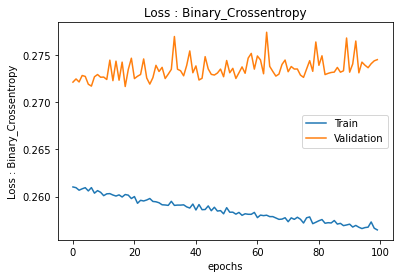 Loss : Binary_Crossentropy
Loss : Binary_Crossentropy
0.275
0.270
0.265
0.260
Train
Validation
0
20
40
60
80
100
epochs